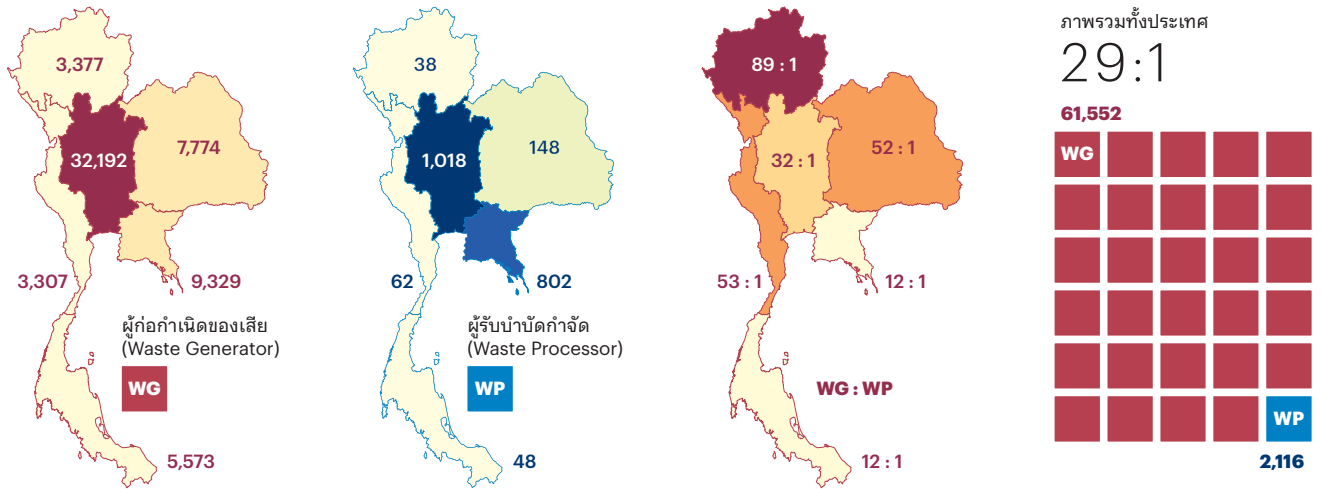 3,377
32,192
7,774
3,307
9,329
ผู้ก่อกำเนิดของเสีย
(Waste Generator)
WG
5,573
38
1,018
148
62
802
ผู้รับบำบัดกำจัด
(Waste Processor)
WP
48
89 : 1
32 : 1
52 : 1
53 : 1
12 : 1
WG : WP
12 : 1
ภาพรวมทั้งประเทศ
29:1
61,552
WG
WP
2,116